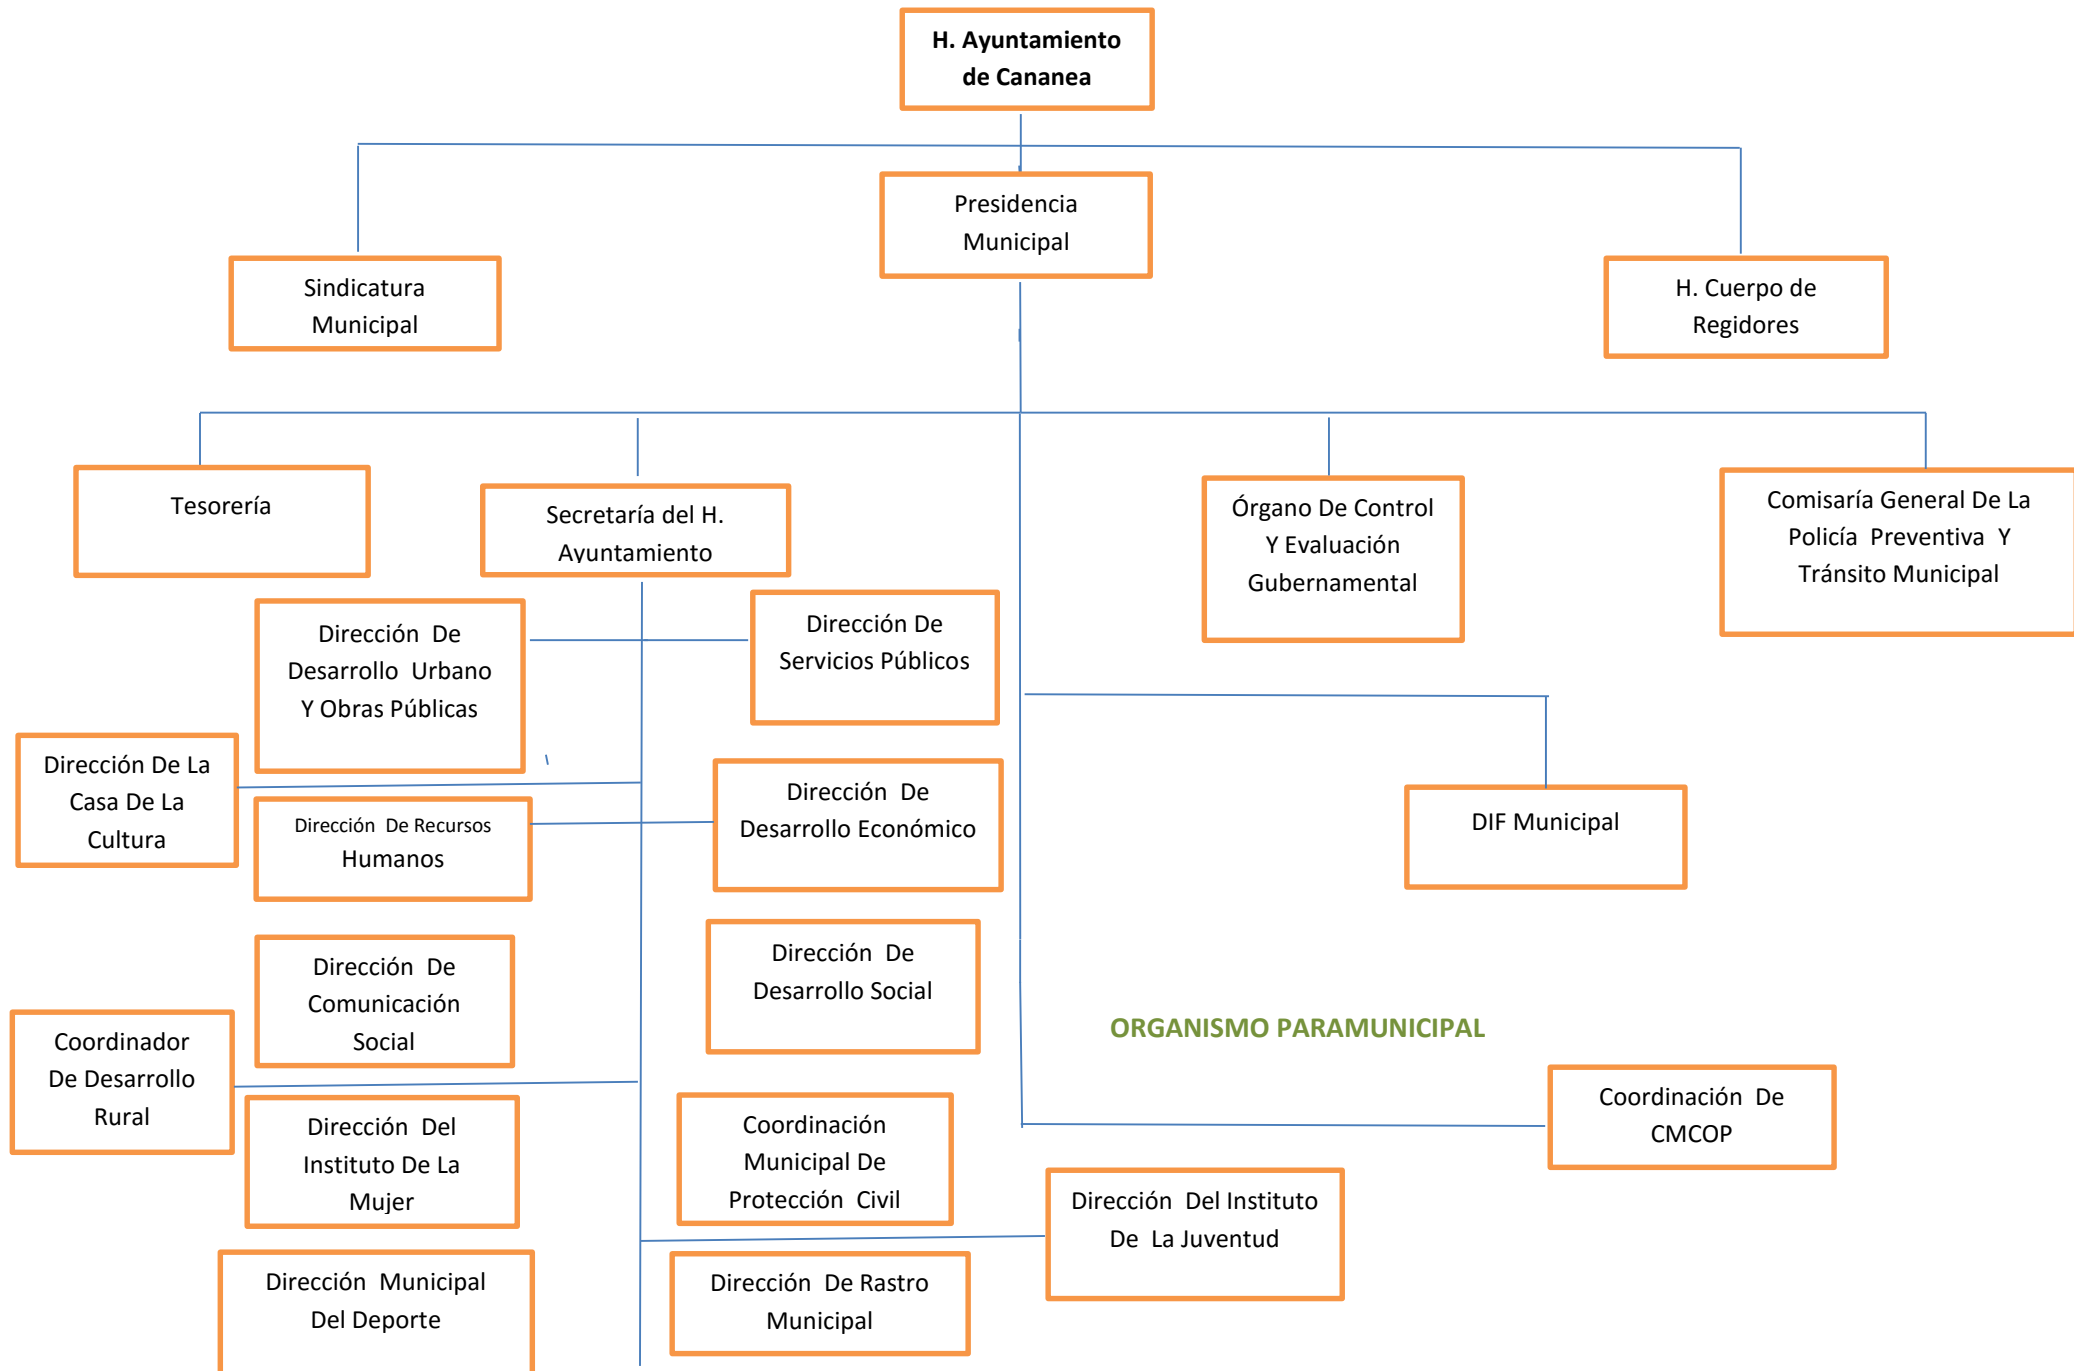 H. Ayuntamiento
de Cananea
Presidencia
Municipal
Sindicatura
Municipal
H. Cuerpo de
Regidores
Tesorería
Secretaría del H.
Ayuntamiento
Órgano De Control
Y Evaluación
Gubernamental
Comisaría General De La
Policía Preventiva Y
Tránsito Municipal
Dirección De
Desarrollo Urbano
Y Obras Públicas
Dirección De
Servicios Públicos
Dirección De La
Casa De La
Cultura
Dirección De Recursos
Humanos
Dirección De
Desarrollo Económico
DIF Municipal
Dirección De
Comunicación
Social
Dirección De
Desarrollo Social
ORGANISMO PARAMUNICIPAL
Coordinador
De Desarrollo
Rural
Coordinación De
CMCOP
Dirección Del
Instituto De La
Mujer
Coordinación
Municipal De
Protección Civil
Dirección Del Instituto
De La Juventud
Dirección Municipal
Del Deporte
Dirección De Rastro
Municipal